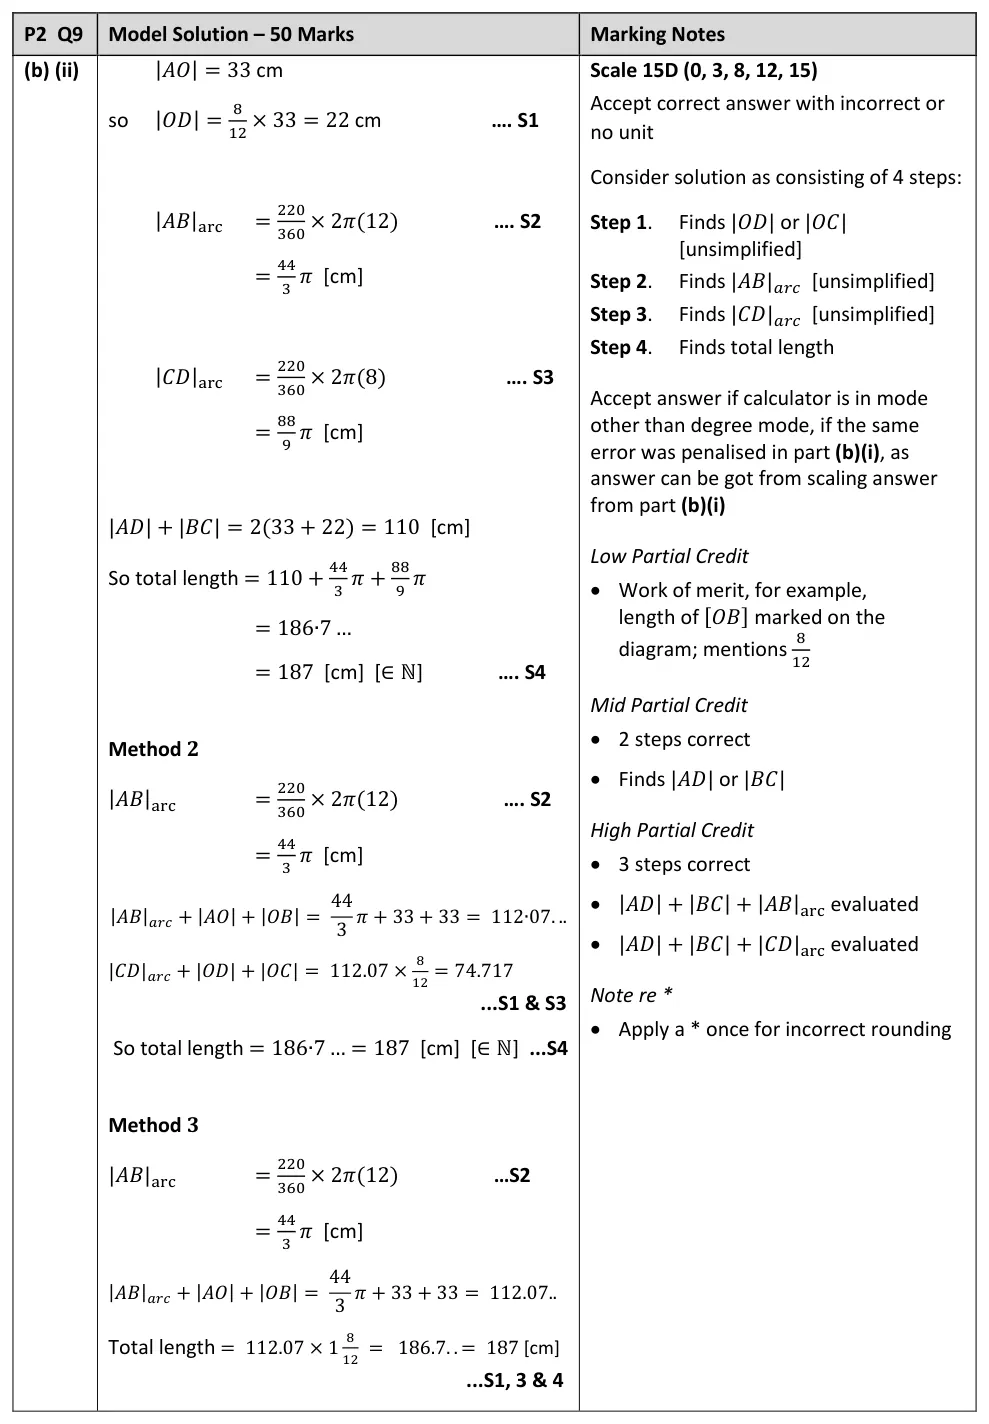 P2 Q9 Model Solution – 50 Marks Marking Notes
(b) (ii)
|AO| = 33 cm
so |OD| = 8/12 × 33 = 22 cm .... S1
|AB|arc = 220/360 × 2π(12) .... S2
= 44/3 π [cm]
|CD|arc = 220/360 × 2π(8) .... S3
= 88/9 π [cm]
|AD| + |BC| = 2(33 + 22) = 110 [cm]
So total length = 110 + 44/3 π + 88/9 π
= 186·7 ...
= 187 [cm] [∈ ℕ] .... S4
Method 2
|AB|arc = 220/360 × 2π(12) .... S2
= 44/3 π [cm]
|AB|arc + |AO| + |OB| = 44/3 π + 33 + 33 = 112·07...
|CD|arc + |OD| + |OC| = 112.07 × 8/12 = 74.717
...S1 & S3
So total length = 186·7 ... = 187 [cm] [∈ ℕ] ...S4
Method 3
|AB|arc = 220/360 × 2π(12) ...S2
= 44/3 π [cm]
|AB|arc + |AO| + |OB| = 44/3 π + 33 + 33 = 112.07..
Total length = 112.07 × 1 8/12 = 186.7.. = 187 [cm]
...S1, 3 & 4
Scale 15D (0, 3, 8, 12, 15)
Accept correct answer with incorrect or
no unit
Consider solution as consisting of 4 steps:
Step 1. Finds |OD| or |OC|
[unsimplified]
Step 2. Finds |AB|arc [unsimplified]
Step 3. Finds |CD|arc [unsimplified]
Step 4. Finds total length
Accept answer if calculator is in mode
other than degree mode, if the same
error was penalised in part (b)(i), as
answer can be got from scaling answer
from part (b)(i)
Low Partial Credit
• Work of merit, for example,
length of [OB] marked on the
diagram; mentions 8/12
Mid Partial Credit
• 2 steps correct
• Finds |AD| or |BC|
High Partial Credit
• 3 steps correct
• |AD| + |BC| + |AB|arc evaluated
• |AD| + |BC| + |CD|arc evaluated
Note re *
• Apply a * once for incorrect rounding